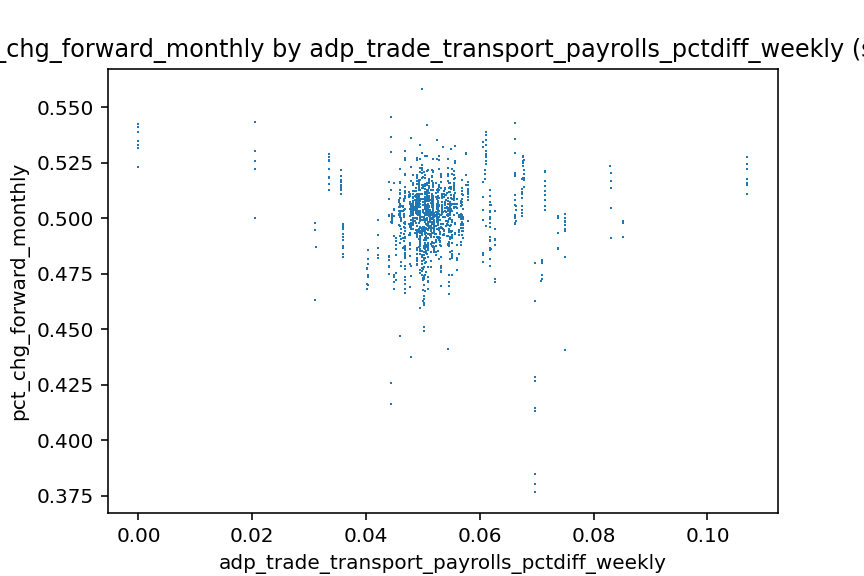 _chg_forward_monthly by adp_trade_transport_payrolls_pctdiff_weekly (s
0.550
0.525
0.500
0.475
0.450
0.425
0.400
0.375
pct_chg_forward_monthly
0.00 0.02 0.04 0.06 0.08 0.10
adp_trade_transport_payrolls_pctdiff_weekly